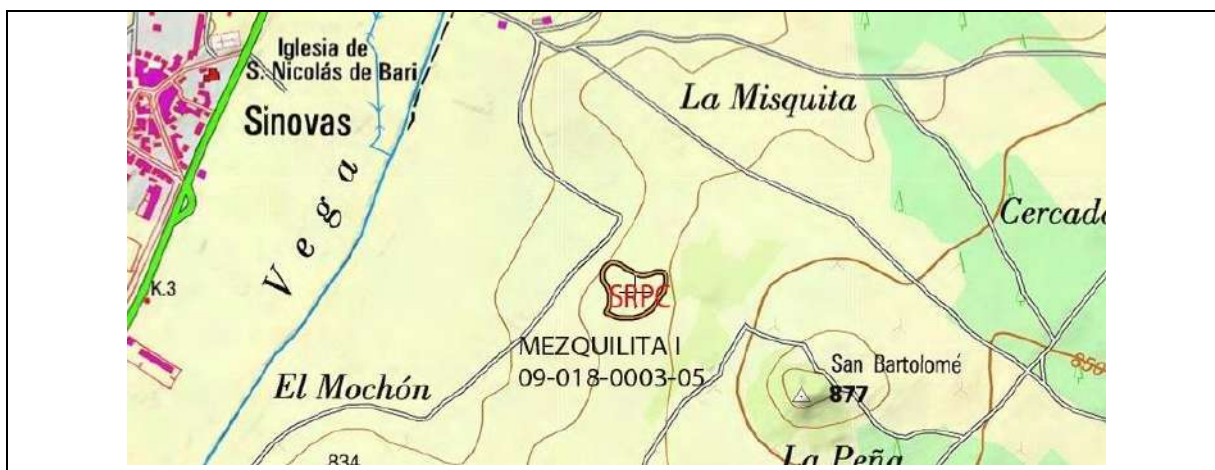 Iglesia de
S. Nicolás de Bari
Sinovas
La Misquita
Vega
Cercado
K.3
SRPC
MEZQUILITA I
09-018-0003-05
850
San Bartolomé
877
El Mochón
834
La Peña